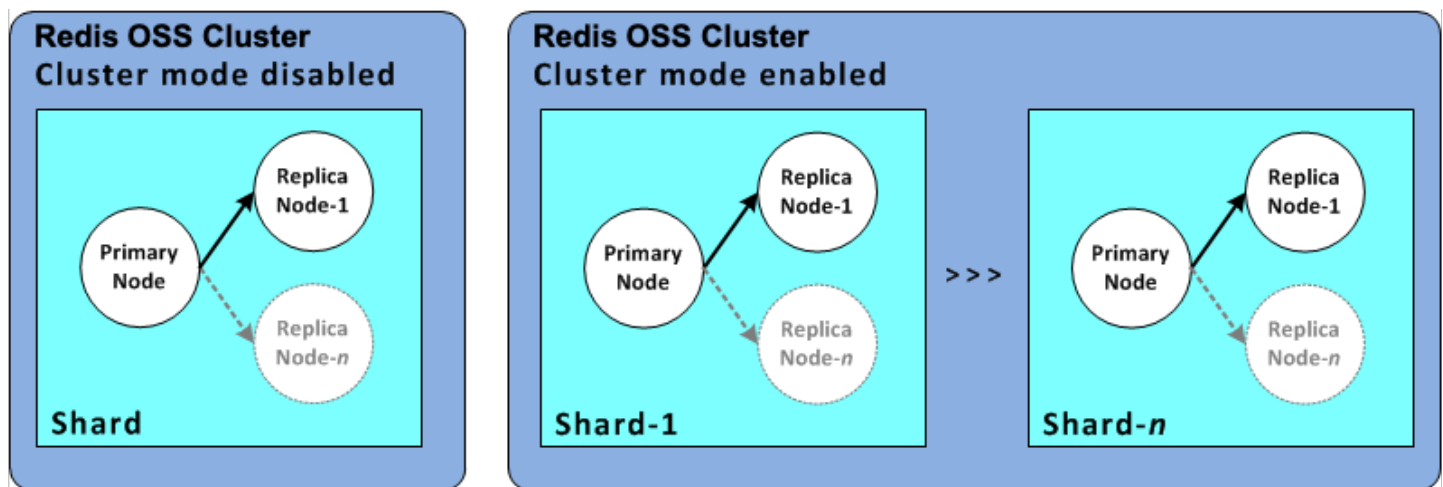 Redis OSS Cluster
Cluster mode disabled
Replica
Node-1
Primary
Node
Replica
Node-n
Shard
Redis OSS Cluster
Cluster mode enabled
Replica
Node-1
Primary
Node
Replica
Node-n
Shard-1
>>>
Replica
Node-1
Primary
Node
Replica
Node-n
Shard-n